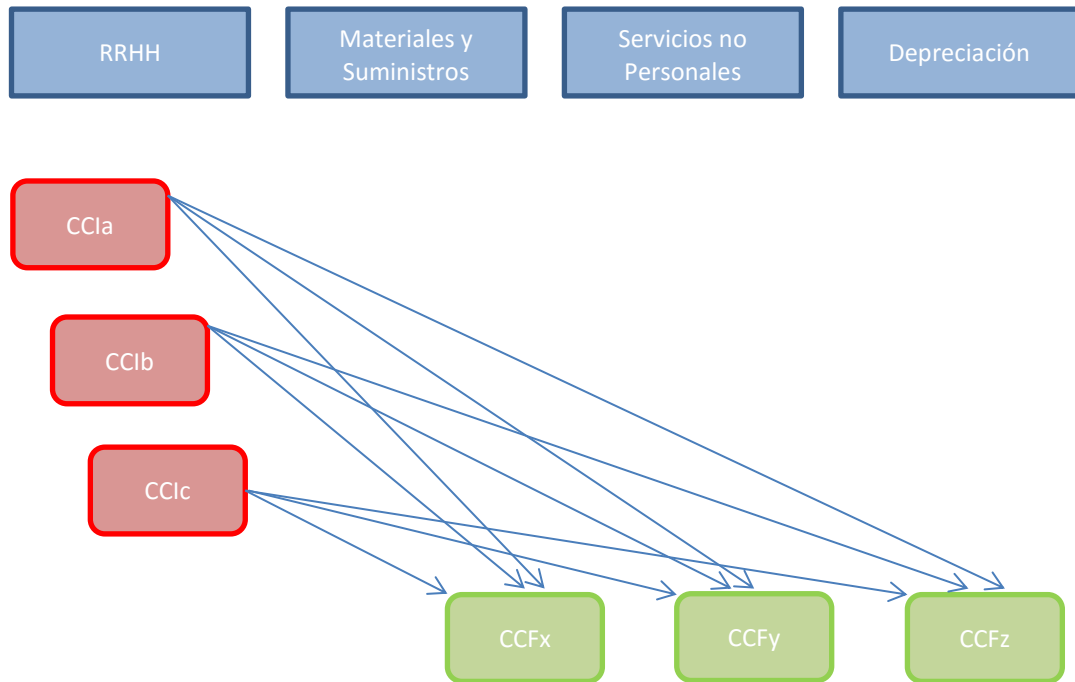 RRHH
Materiales y
Suministros
Servicios no
Personales
Depreciación
CCIa
CCIb
CCIc
CCFx
CCFy
CCFz